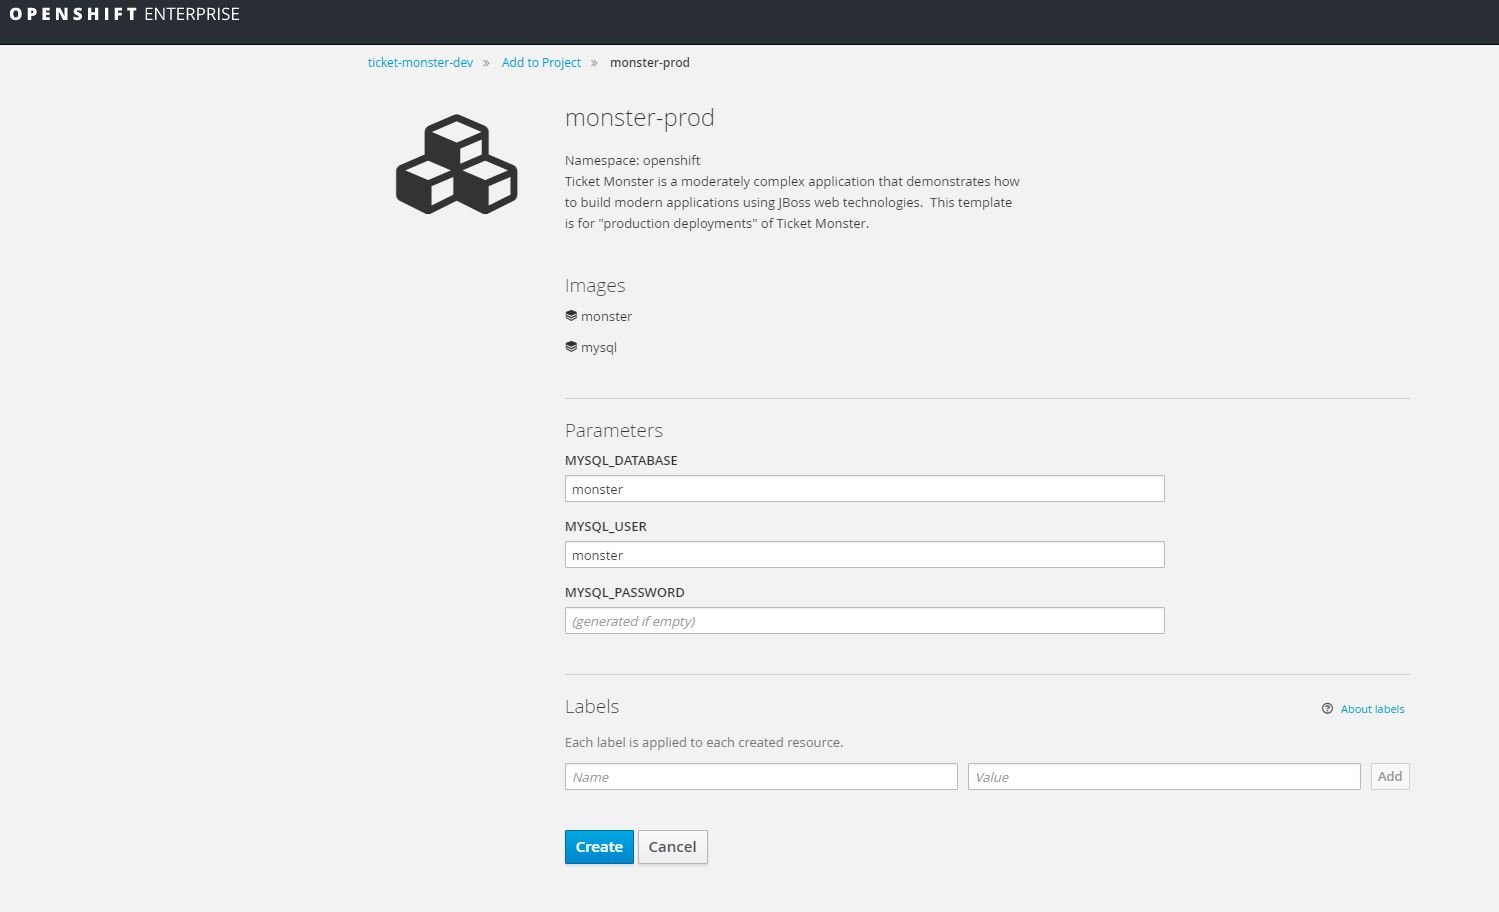 OPENSHIFT ENTERPRISE
ticket-monster-dev » Add to Project » monster-prod
monster-prod
Namespace: openshift
Ticket Monster is a moderately complex application that demonstrates how
to build modern applications using JBoss web technologies.  This template
is for "production deployments" of Ticket Monster.
Images
monster
mysql
Parameters
MYSQL_DATABASE
monster
MYSQL_USER
monster
MYSQL_PASSWORD
(generated if empty)
Labels
About labels
Each label is applied to each created resource.
Name Value Add
Create Cancel